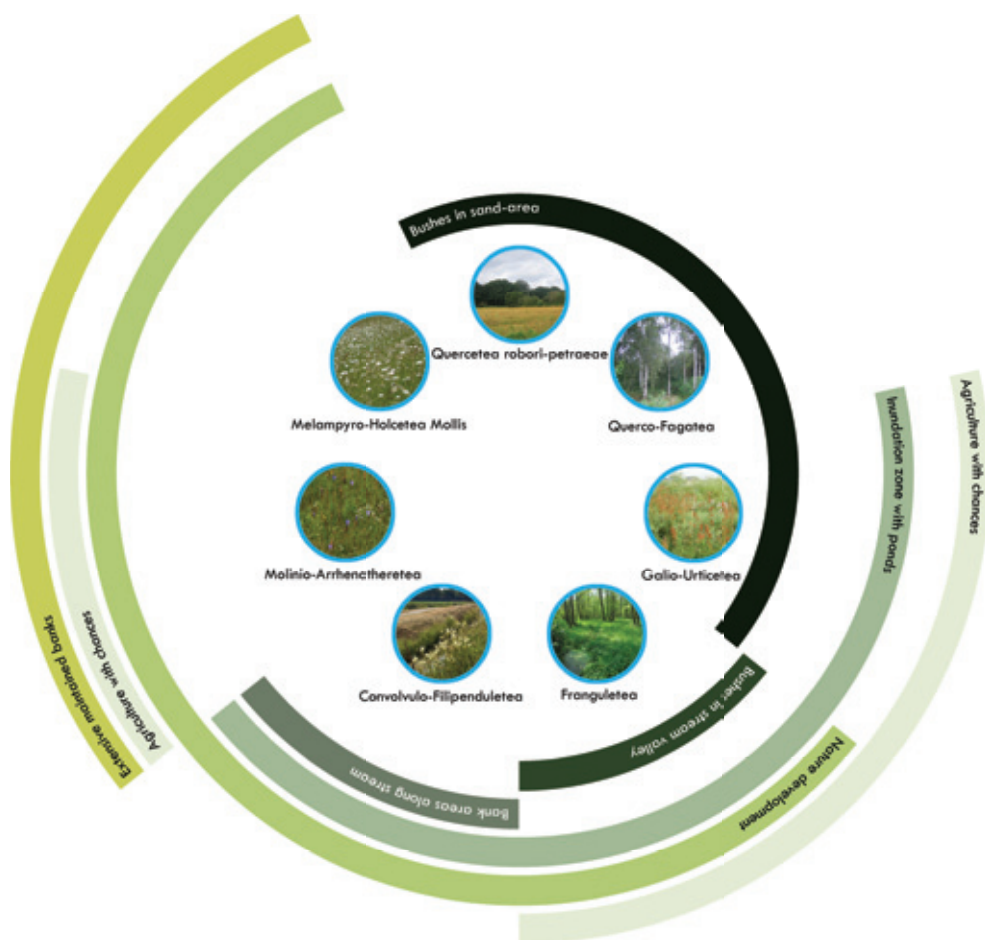 Bushes in sand-area
Quercetea robori-petraeae
Melampyro-Holcetea Mollis
Querco-Fagatea
Molinio-Arrhenatheretea
Galio-Urticetea
Convolvulo-Filipenduletea
Franguletea
Extensive maintained banks
Agriculture with chances
Bank areas along stream
Bushes in stream valley
Nature development
Inundation zone with ponds
Agriculture with chances